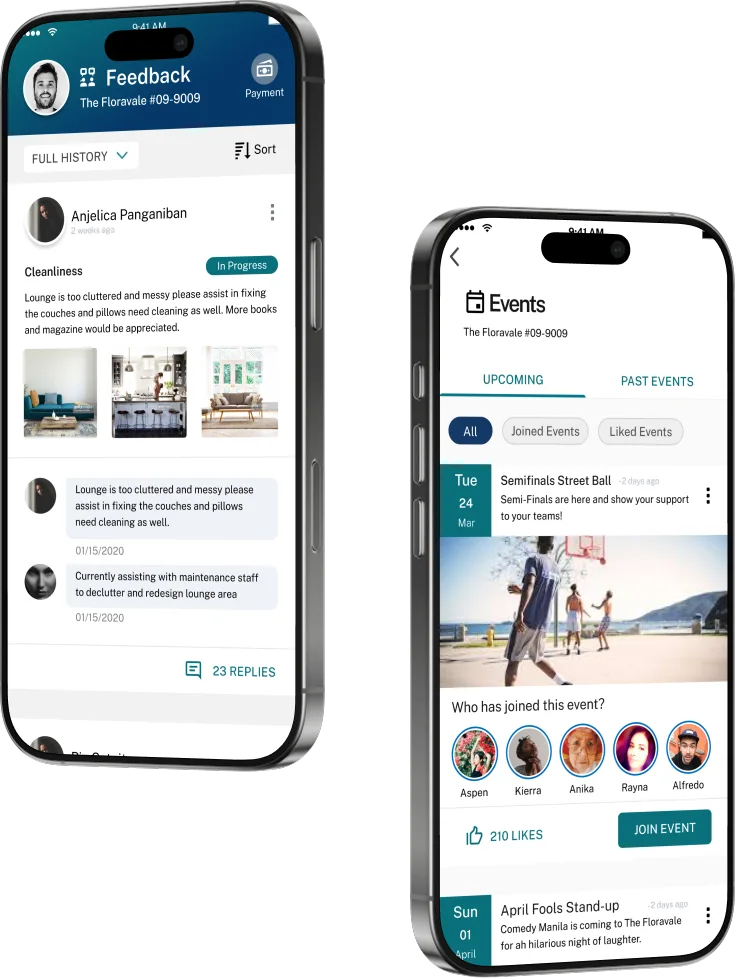 9:41 AM
Feedback
The Floravale #09-9009
Payment
FULL HISTORY
Sort
Anjelica Panganiban
2 weeks ago
Cleanliness
In Progress
Lounge is too cluttered and messy please assist in fixing
the couches and pillows need cleaning as well. More books
and magazine would be appreciated.
Lounge is too cluttered and messy please
assist in fixing the couches and pillows
need cleaning as well.
01/15/2020
Currently assisting with maintenance staff
to declutter and redesign lounge area
01/15/2020
23 REPLIES
9:41 AM
Events
The Floravale #09-9009
UPCOMING
PAST EVENTS
All
Joined Events
Liked Events
Tue
24
Mar
Semifinals Street Ball
-2 days ago
Semi-Finals are here and show your support
to your teams!
Who has joined this event?
Aspen
Kierra
Anika
Rayna
Alfredo
210 LIKES
JOIN EVENT
Sun
01
April
April Fools Stand-up
-2 days ago
Comedy Manila is coming to The Floravale
for ah hilarious night of laughter.